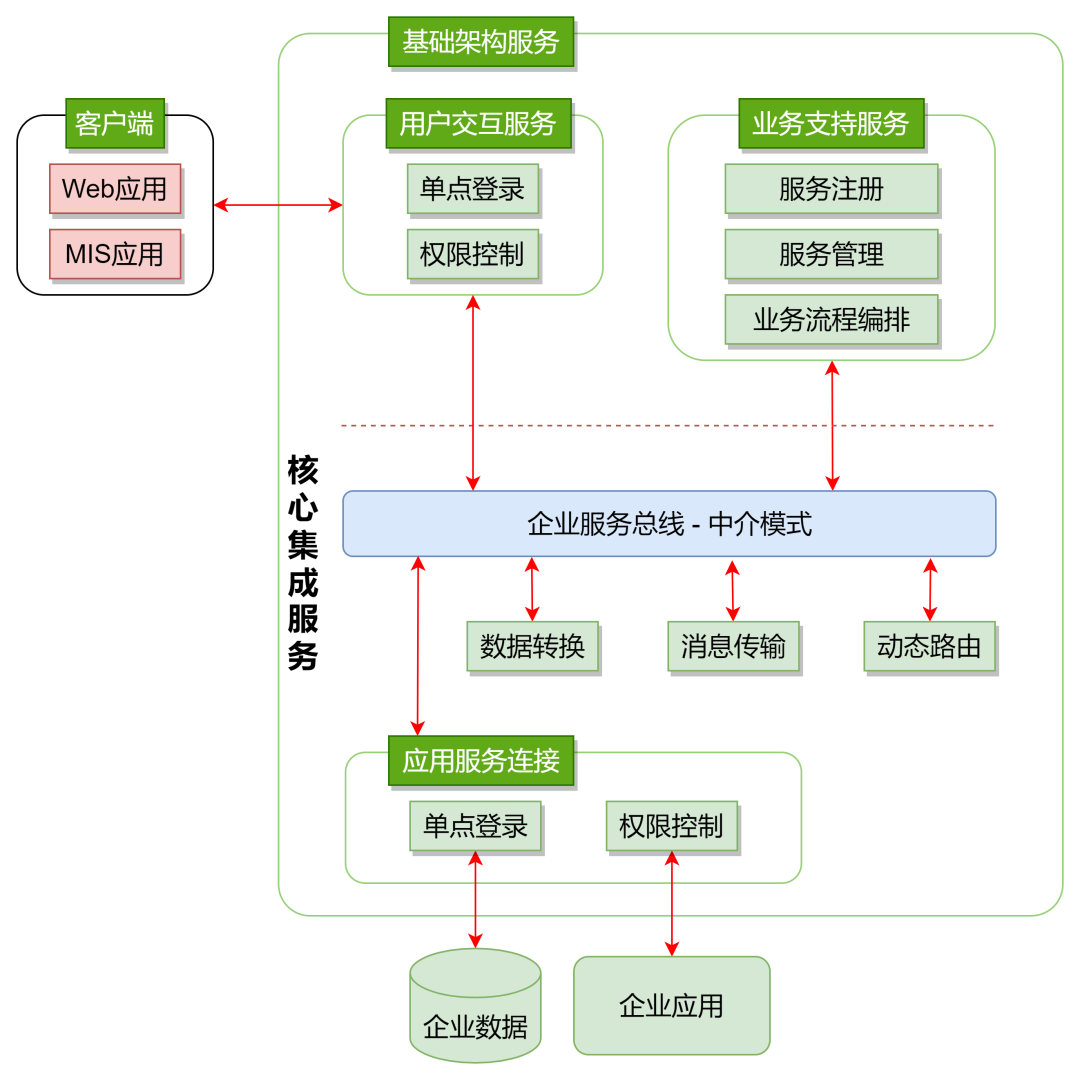 基础架构服务
客户端
Web应用
MIS应用
用户交互服务
单点登录
权限控制
业务支持服务
服务注册
服务管理
业务流程编排
核
心
集
成
服
务
企业服务总线 - 中介模式
数据转换
消息传输
动态路由
应用服务连接
单点登录
权限控制
企业数据
企业应用